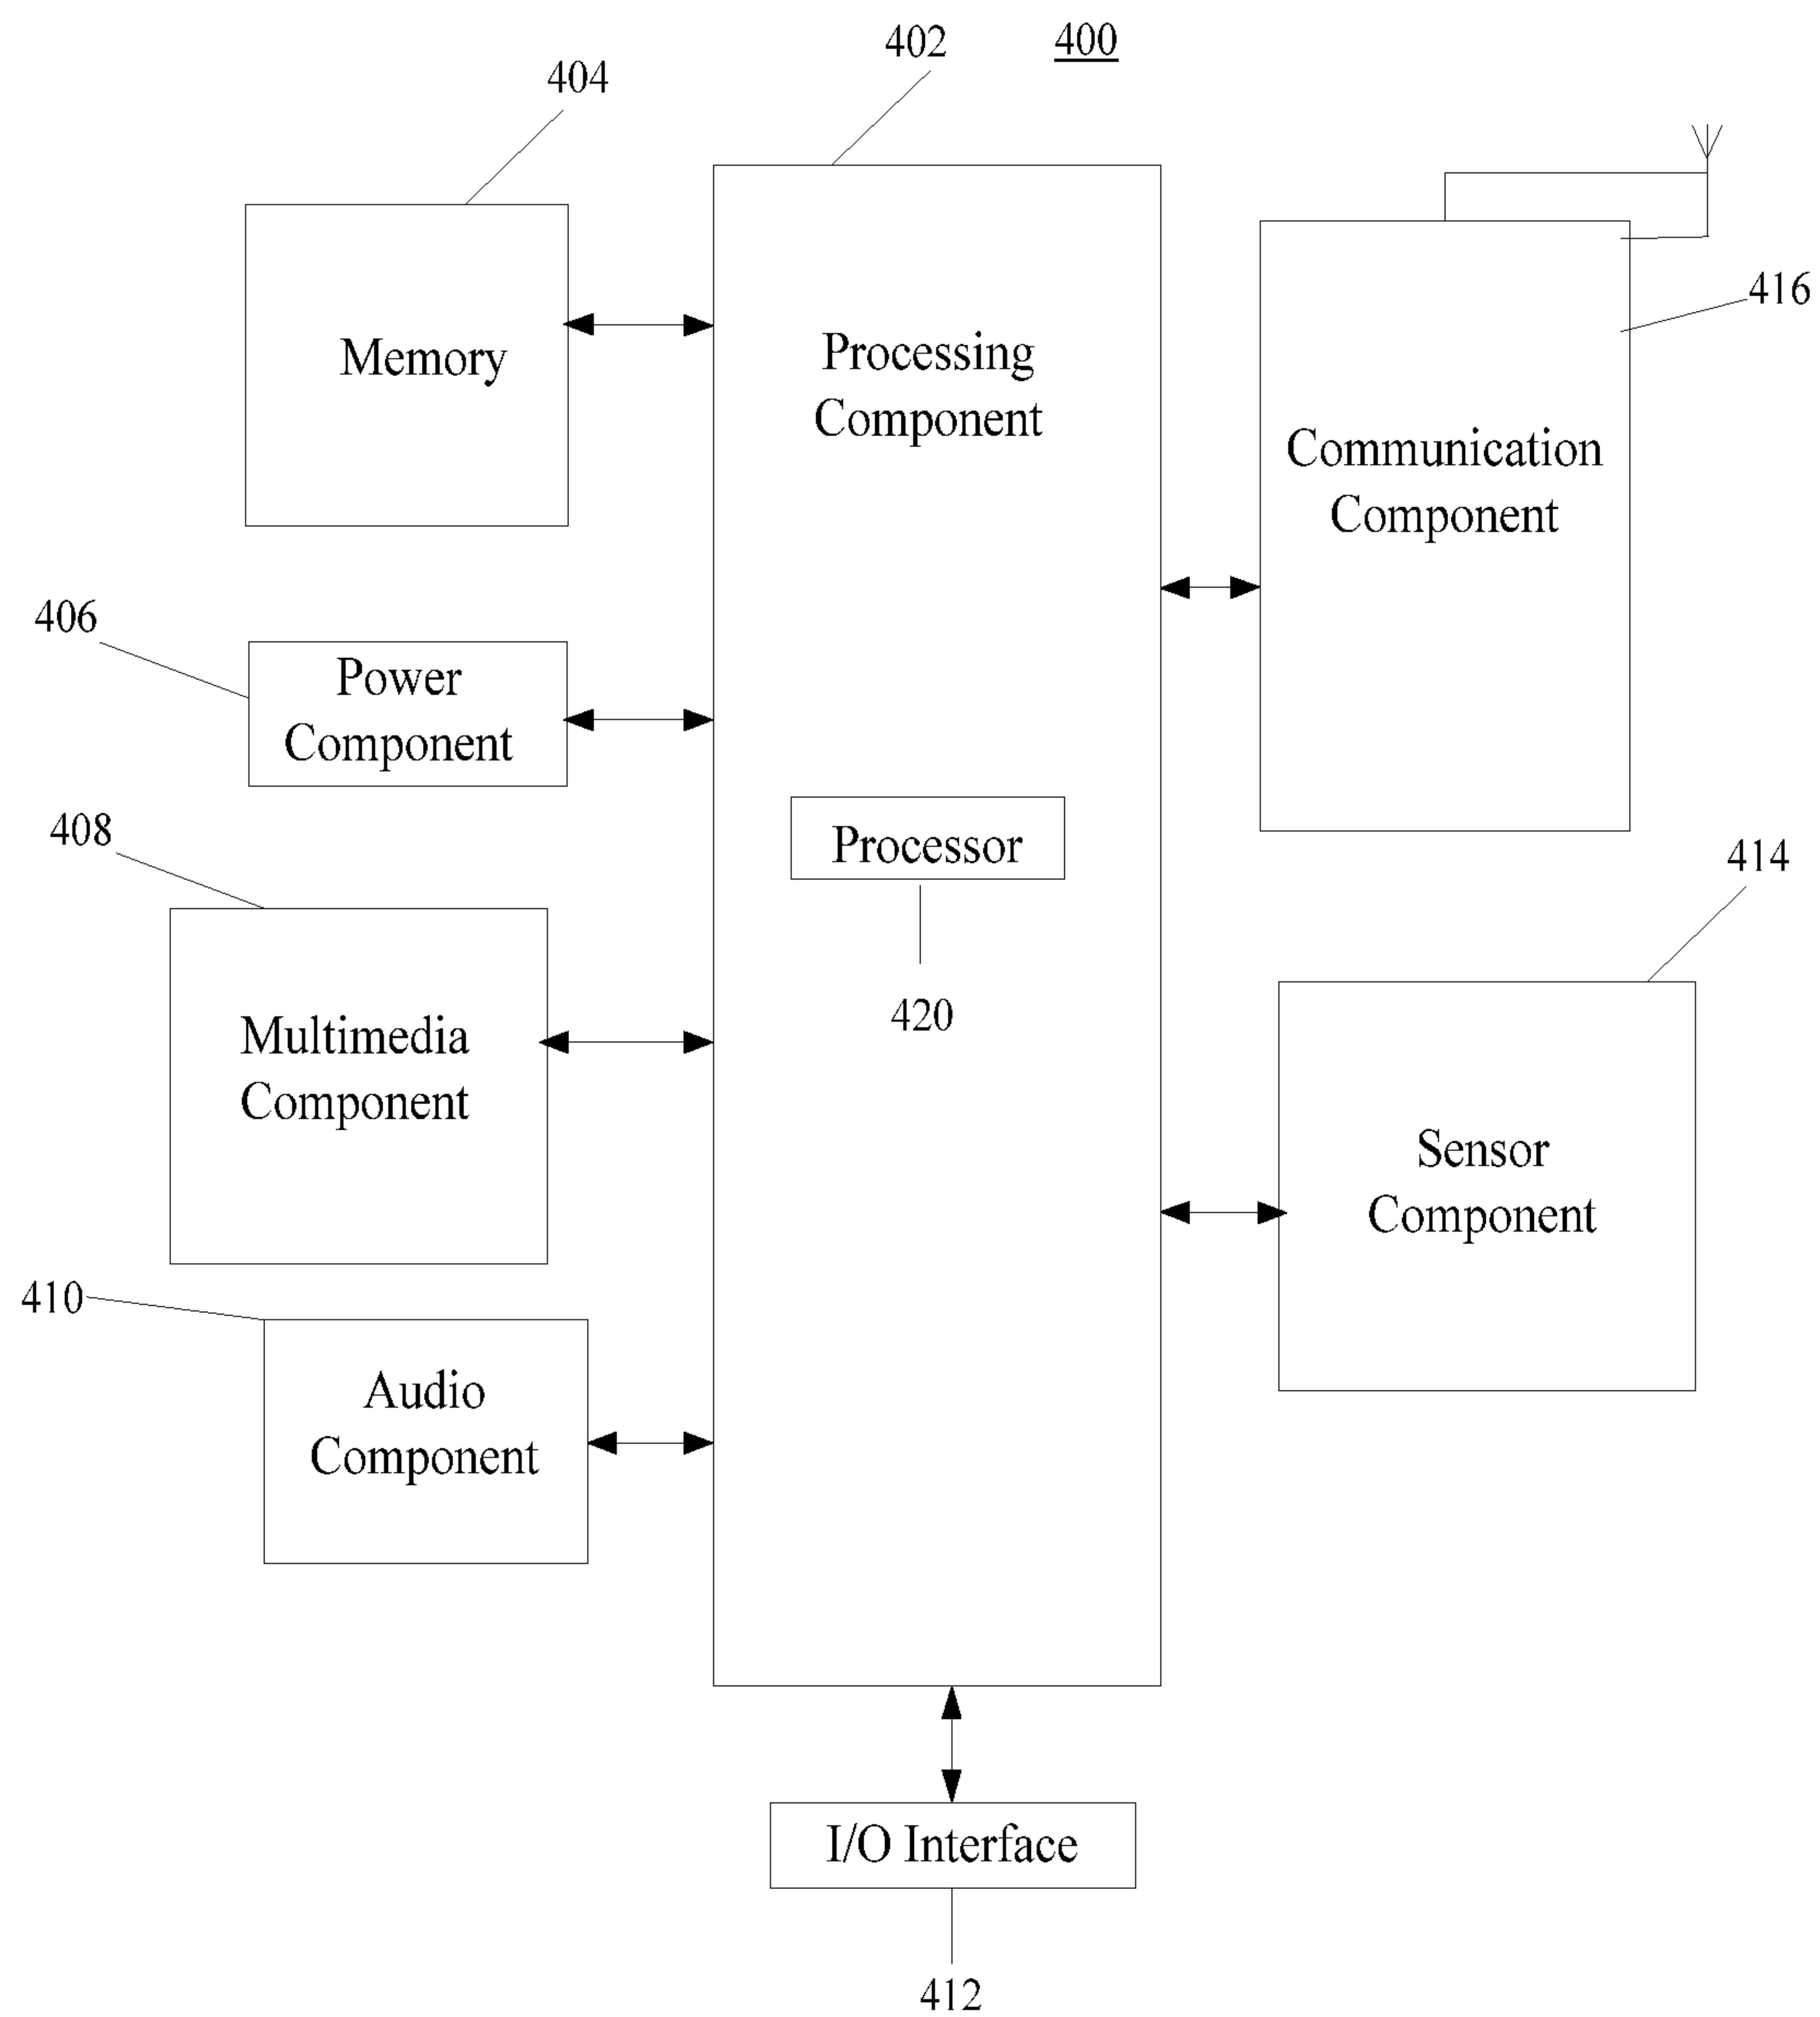 402
400
404
Memory
Processing
Component
416
Communication
Component
406
Power
Component
408
Processor
414
420
Multimedia
Component
Sensor
Component
410
Audio
Component
I/O Interface
412